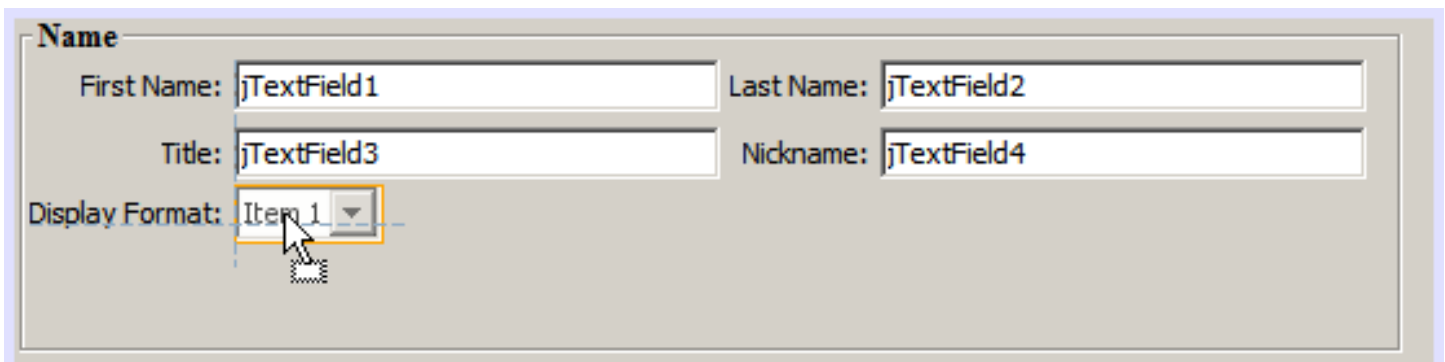 Name
First Name: jTextField1 Last Name: jTextField2
Title: jTextField3 Nickname: jTextField4
Display Format: Item 1